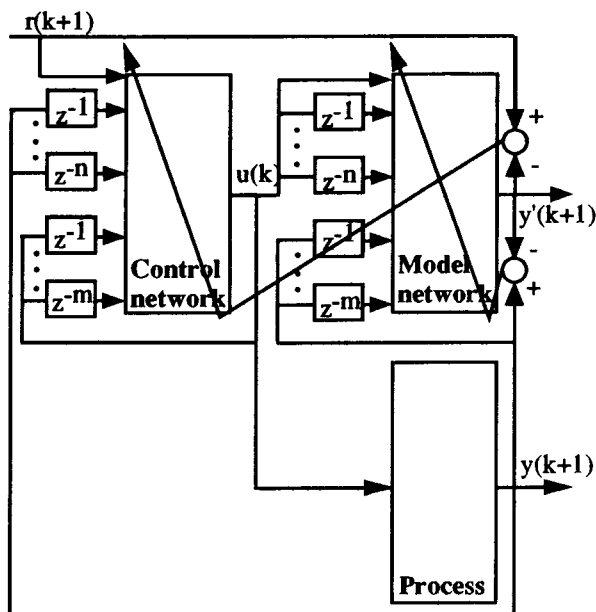 r(k+1)
z-1
z-n
z-1
z-m
Control
network
u(k)
z-1
z-n
z-1
z-m
Model
network
+
-
y'(k+1)
-
+
y(k+1)
Process